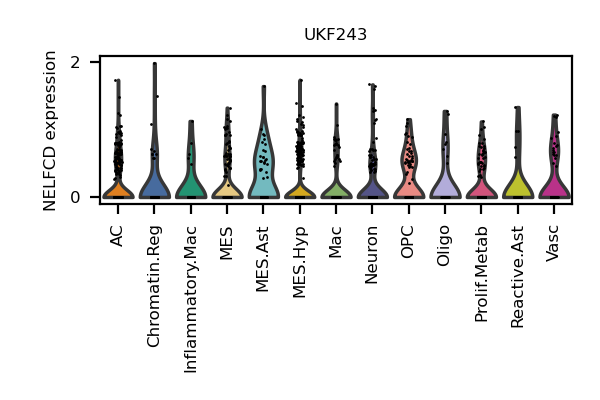 UKF243
NELFCD expression
2
0
AC
Chromatin.Reg
Inflammatory.Mac
MES
MES.Ast
MES.Hyp
Mac
Neuron
OPC
Oligo
Prolif.Metab
Reactive.Ast
Vasc